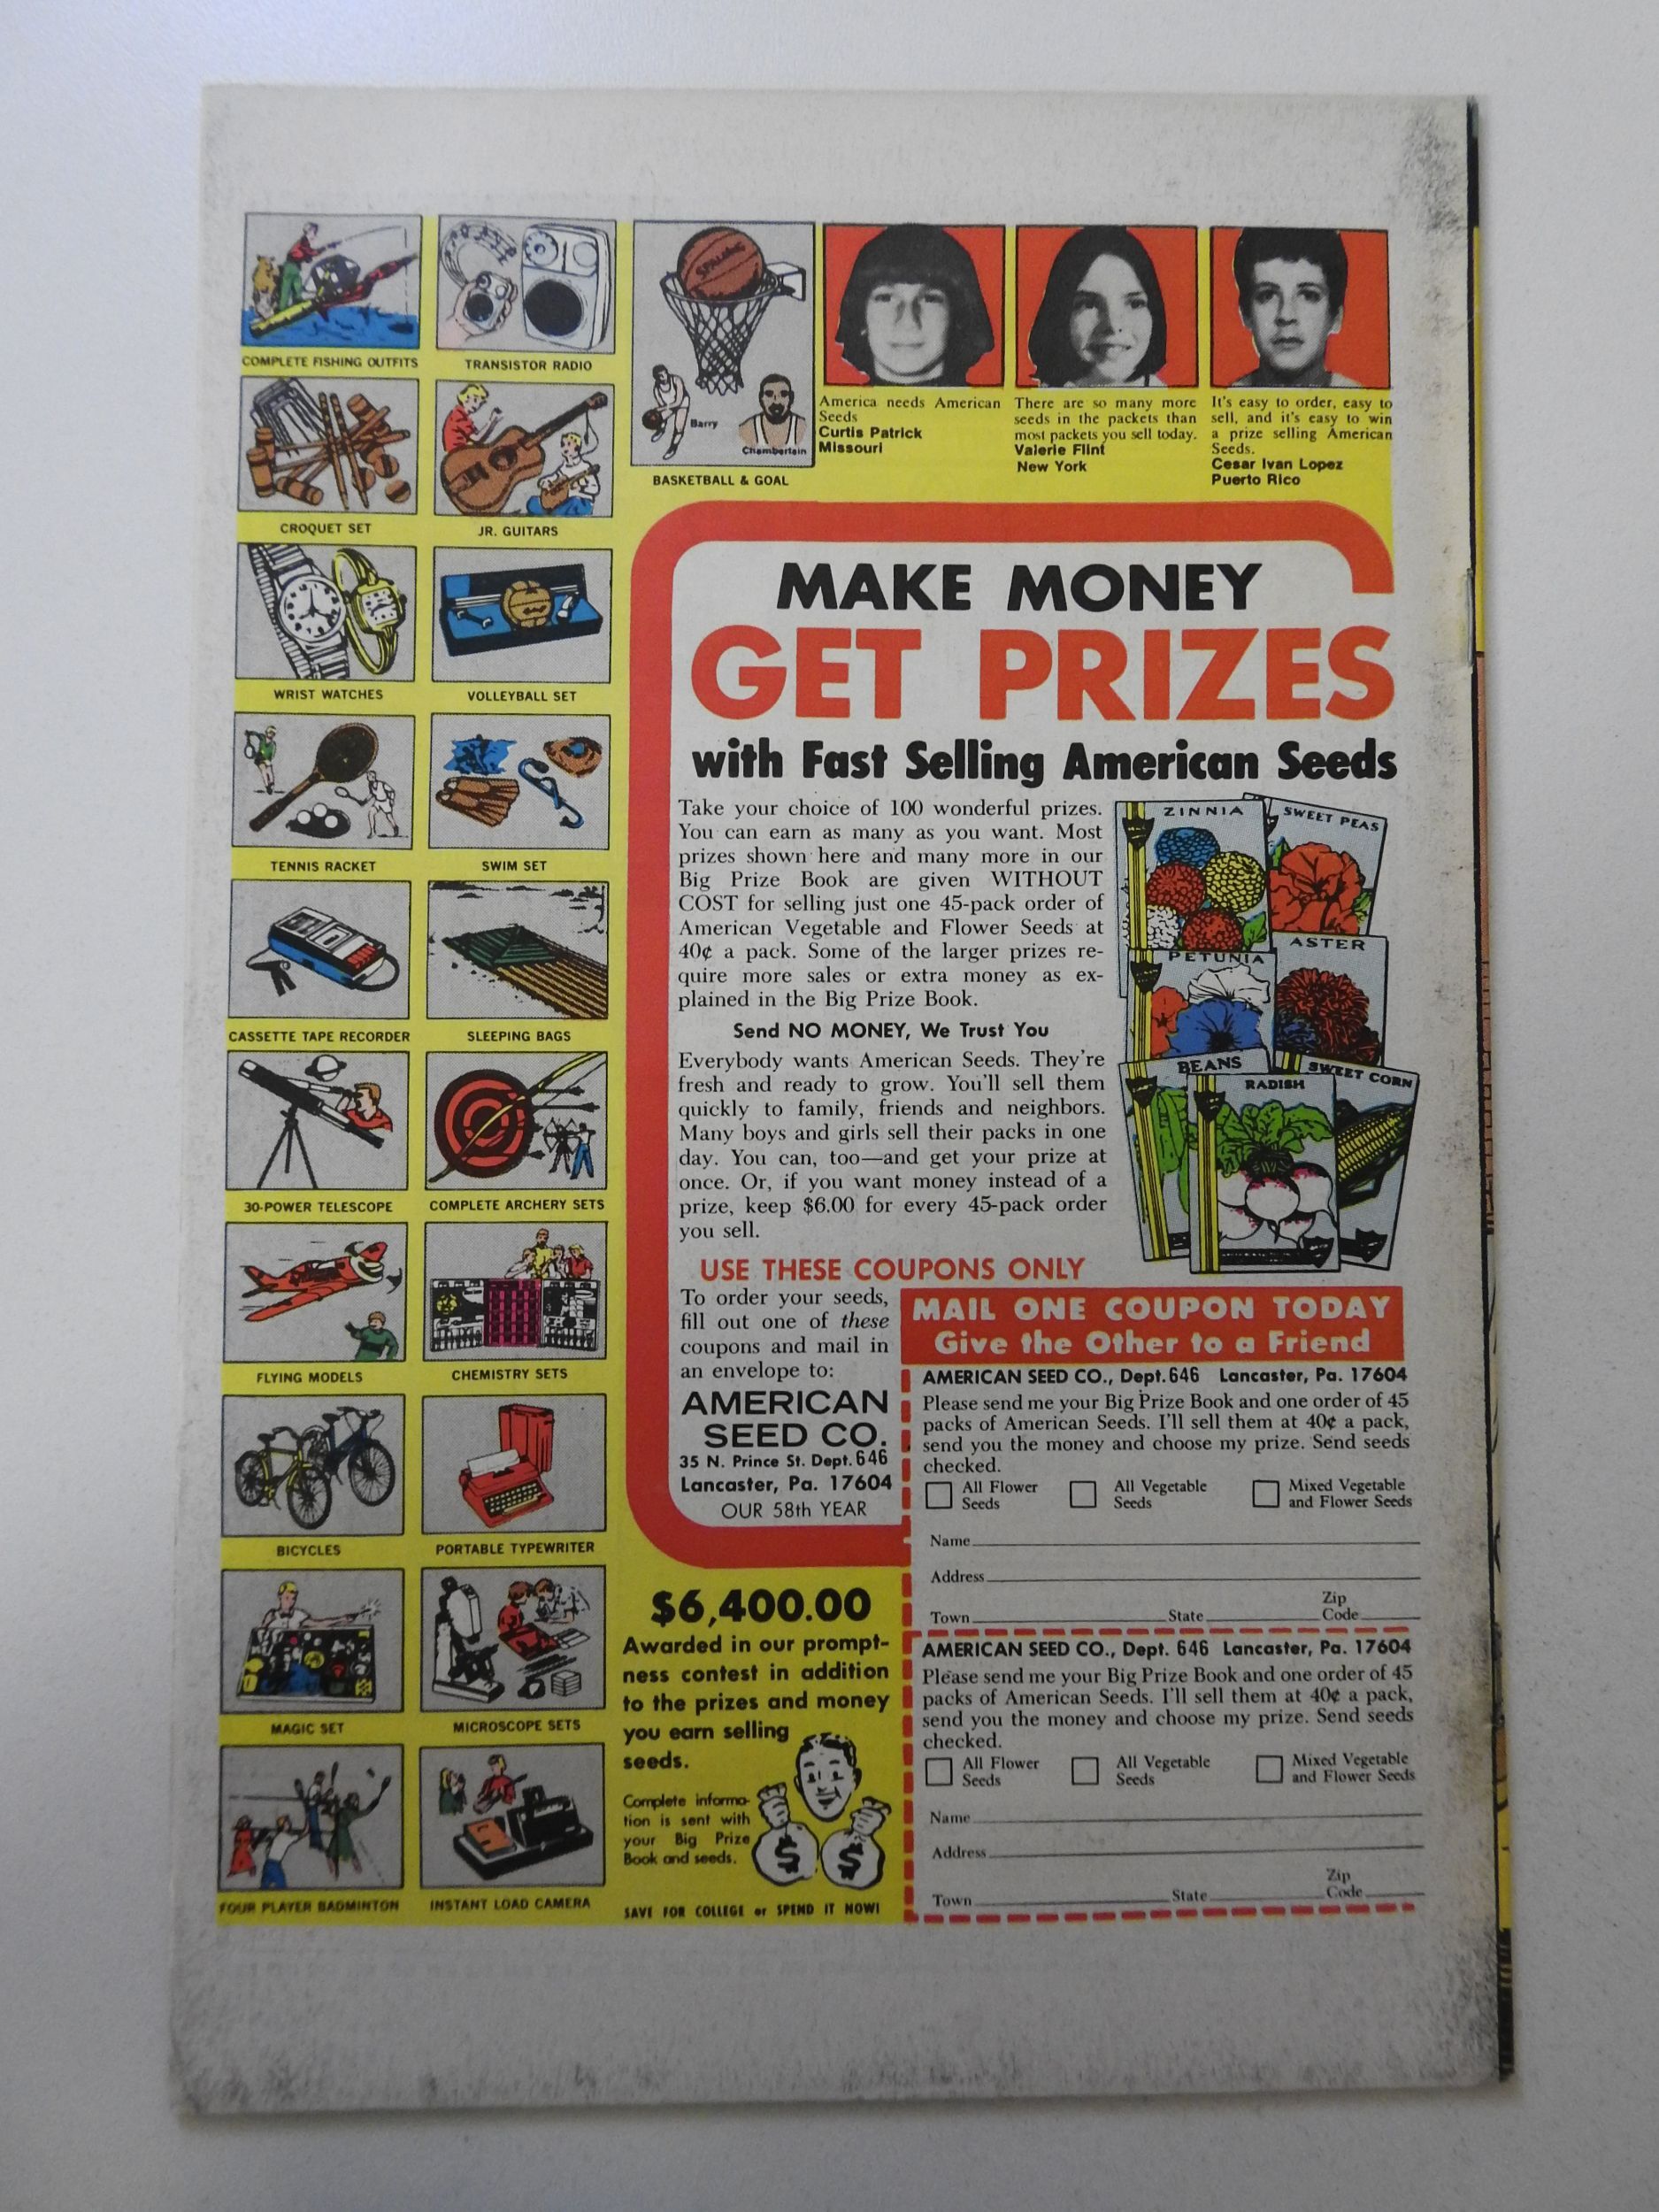 COMPLETE FISHING OUTFITS
TRANSISTOR RADIO
CROQUET SET
JR. GUITARS
WRIST WATCHES
VOLLEYBALL SET
TENNIS RACKET
SWIM SET
CASSETTE TAPE RECORDER
SLEEPING BAGS
30-POWER TELESCOPE
COMPLETE ARCHERY SETS
FLYING MODELS
CHEMISTRY SETS
BICYCLES
PORTABLE TYPEWRITER
MAGIC SET
MICROSCOPE SETS
FOUR PLAYER BADMINTON
INSTANT LOAD CAMERA
SPALDING
Barry
Chamberlain
BASKETBALL & GOAL
America needs American
Seeds
Curtis Patrick
Missouri
There are so many more
seeds in the packets than
most packets you sell today.
Valerie Flint
New York
It's easy to order, easy to
sell, and it's easy to win
a prize selling American
Seeds.
Cesar Ivan Lopez
Puerto Rico
MAKE MONEY
GET PRIZES
with Fast Selling American Seeds
Take your choice of 100 wonderful prizes.
You can earn as many as you want. Most
prizes shown here and many more in our
Big Prize Book are given WITHOUT
COST for selling just one 45-pack order of
American Vegetable and Flower Seeds at
40¢ a pack. Some of the larger prizes re-
quire more sales or extra money as ex-
plained in the Big Prize Book.
Send NO MONEY, We Trust You
Everybody wants American Seeds. They're
fresh and ready to grow. You'll sell them
quickly to family, friends and neighbors.
Many boys and girls sell their packs in one
day. You can, too—and get your prize at
once. Or, if you want money instead of a
prize, keep $6.00 for every 45-pack order
you sell.
ZINNIA
SWEET PEAS
PETUNIA
ASTER
BEANS
RADISH
SWEET CORN
USE THESE COUPONS ONLY
To order your seeds,
fill out one of these
coupons and mail in
an envelope to:
AMERICAN
SEED CO.
35 N. Prince St. Dept. 646
Lancaster, Pa. 17604
OUR 58th YEAR
MAIL ONE COUPON TODAY
Give the Other to a Friend
AMERICAN SEED CO., Dept. 646 Lancaster, Pa. 17604
Please send me your Big Prize Book and one order of 45
packs of American Seeds. I'll sell them at 40¢ a pack,
send you the money and choose my prize. Send seeds
checked.
All Flower Seeds
All Vegetable Seeds
Mixed Vegetable and Flower Seeds
Name
Address
Town State Zip Code
AMERICAN SEED CO., Dept. 646 Lancaster, Pa. 17604
Please send me your Big Prize Book and one order of 45
packs of American Seeds. I'll sell them at 40¢ a pack,
send you the money and choose my prize. Send seeds
checked.
All Flower Seeds
All Vegetable Seeds
Mixed Vegetable and Flower Seeds
Name
Address
Town State Zip Code
$6,400.00
Awarded in our prompt-
ness contest in addition
to the prizes and money
you earn selling
seeds.
Complete informa-
tion is sent with
your Big Prize
Book and seeds.
$ $
SAVE FOR COLLEGE or SPEND IT NOW!